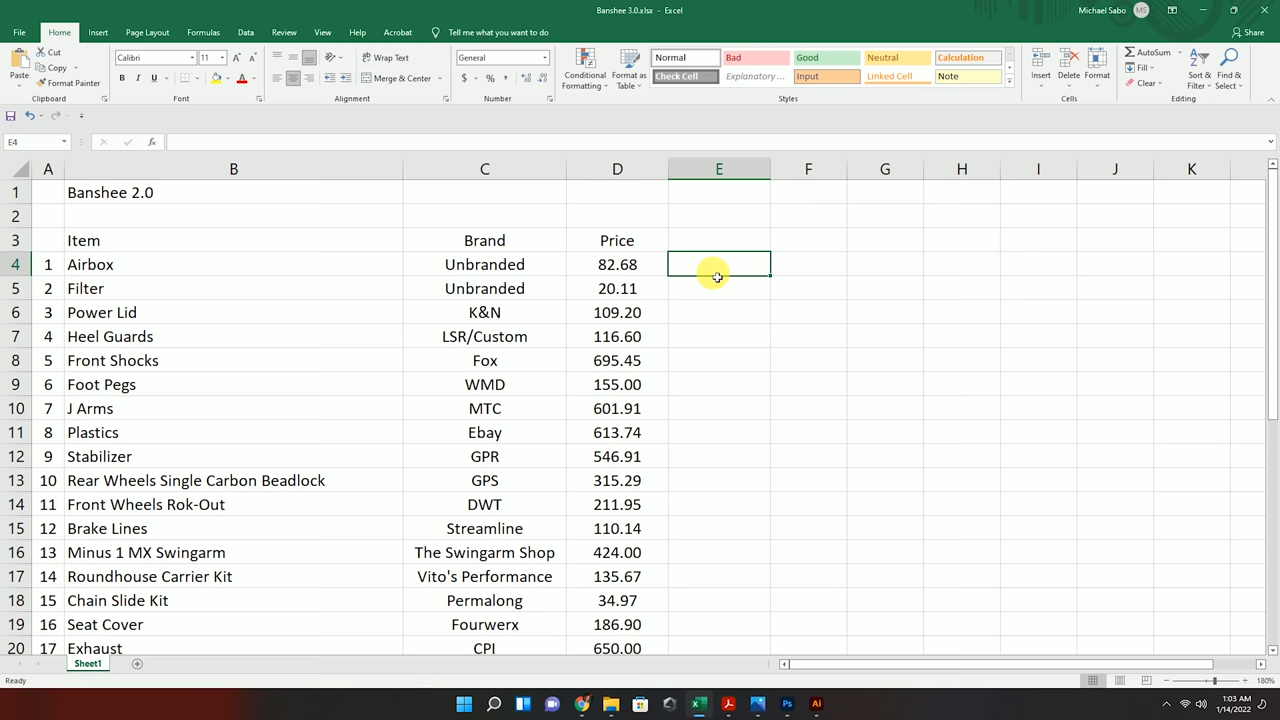 Banshee 3.0.xlsx - Excel
Michael Sabo MS
File Home Insert Page Layout Formulas Data Review View Help Acrobat Tell me what you want to do Share
Paste Cut Copy Format Painter
Calibri 11
General
Wrap Text
Merge & Center
Conditional Formatting
Format as Table
Normal Bad Good Neutral Calculation
Check Cell Explanatory ... Input Linked Cell Note
Insert Delete Format
AutoSum Fill Clear
Sort & Filter
Find & Select
Clipboard Font Alignment Number Styles Cells Editing
E4 fx
A B C D E F G H I J K
1 Banshee 2.0
2
3 Item Brand Price
4 1 Airbox Unbranded 82.68
5 2 Filter Unbranded 20.11
6 3 Power Lid K&N 109.20
7 4 Heel Guards LSR/Custom 116.60
8 5 Front Shocks Fox 695.45
9 6 Foot Pegs WMD 155.00
10 7 J Arms MTC 601.91
11 8 Plastics Ebay 613.74
12 9 Stabilizer GPR 546.91
13 10 Rear Wheels Single Carbon Beadlock GPS 315.29
14 11 Front Wheels Rok-Out DWT 211.95
15 12 Brake Lines Streamline 110.14
16 13 Minus 1 MX Swingarm The Swingarm Shop 424.00
17 14 Roundhouse Carrier Kit Vito's Performance 135.67
18 15 Chain Slide Kit Permalong 34.97
19 16 Seat Cover Fourwerx 186.90
20 17 Exhaust CPI 650.00
Sheet1
Ready 180%
1:03 AM
1/14/2022